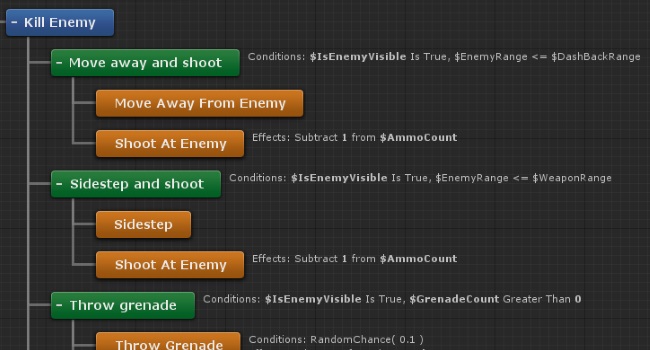 - Kill Enemy
- Move away and shoot Conditions: $IsEnemyVisible Is True, $EnemyRange <= $DashBackRange
Move Away From Enemy
Shoot At Enemy Effects: Subtract 1 from $AmmoCount
- Sidestep and shoot Conditions: $IsEnemyVisible Is True, $EnemyRange <= $WeaponRange
Sidestep
Shoot At Enemy Effects: Subtract 1 from $AmmoCount
- Throw grenade Conditions: $IsEnemyVisible Is True, $GrenadeCount Greater Than 0
Throw Grenade Conditions: RandomChance( 0.1 )